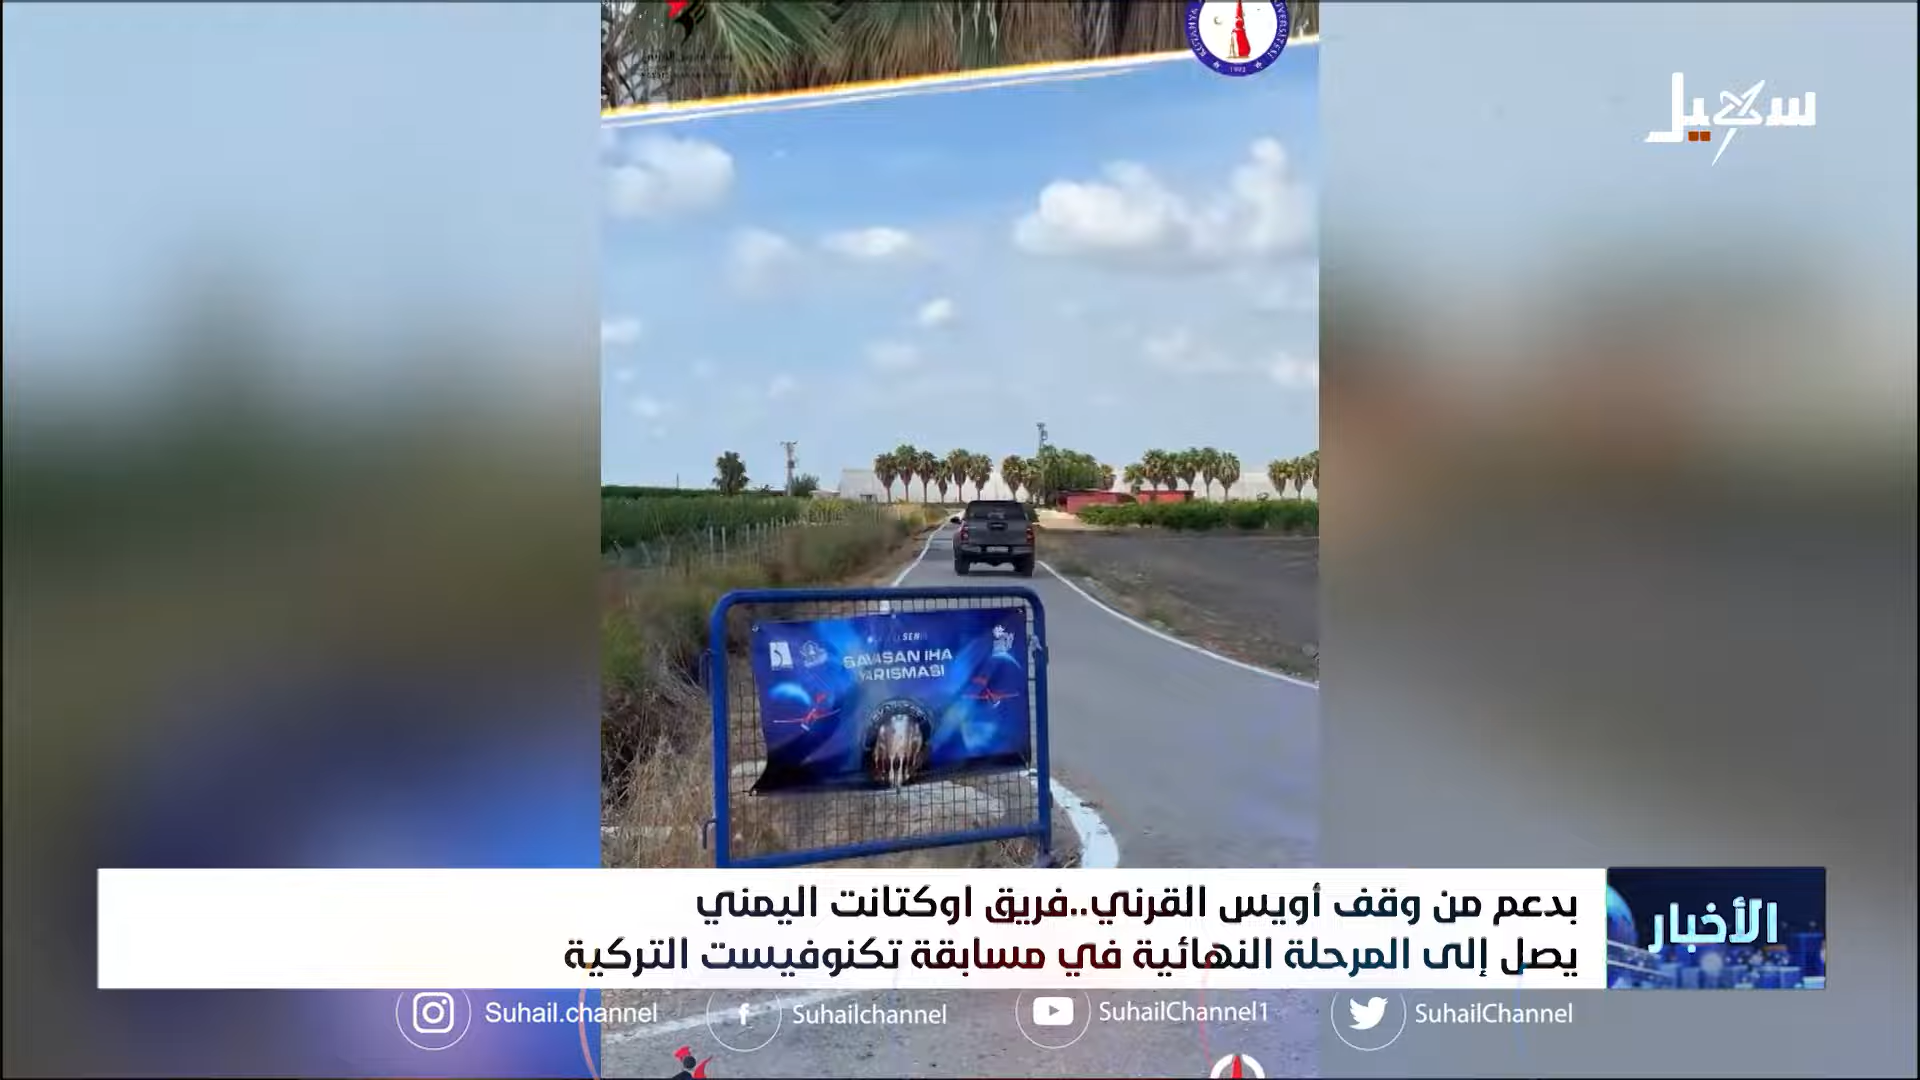 1992
سهيل
SAVASAN IHA
YARISMASI
الأخبار
بدعم من وقف أويس القرني..فريق اوكتانت اليمني
يصل إلى المرحلة النهائية في مسابقة تكنوفيست التركية
Suhail.channel
Suhailchannel
SuhailChannel1
SuhailChannel